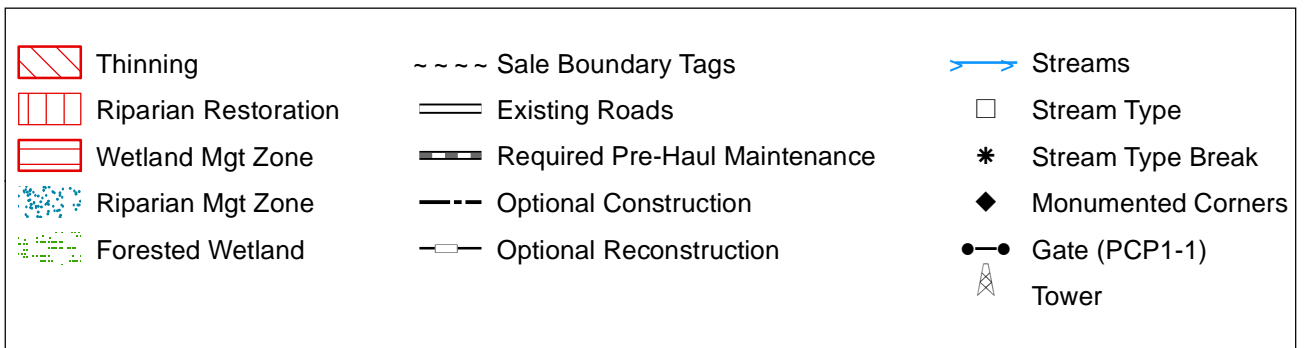 Thinning
Riparian Restoration
Wetland Mgt Zone
Riparian Mgt Zone
Forested Wetland
Sale Boundary Tags
Existing Roads
Required Pre-Haul Maintenance
Optional Construction
Optional Reconstruction
Streams
Stream Type
Stream Type Break
Monumented Corners
Gate (PCP1-1)
Tower